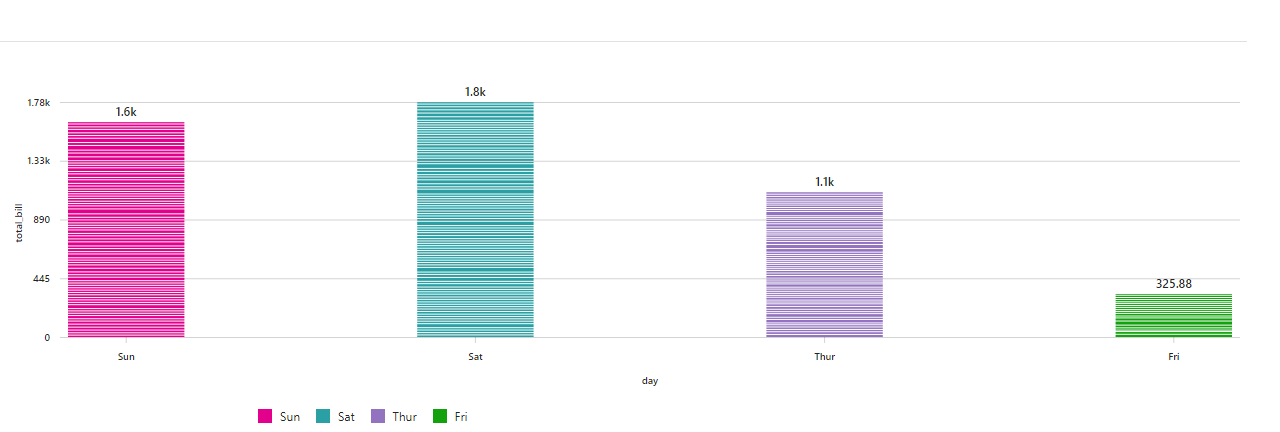 1.8k
1.78k
1.6k
1.33k
1.1k
890
total_bill
445
325.88
0
Sun Sat Thur Fri
day
Sun Sat Thur Fri